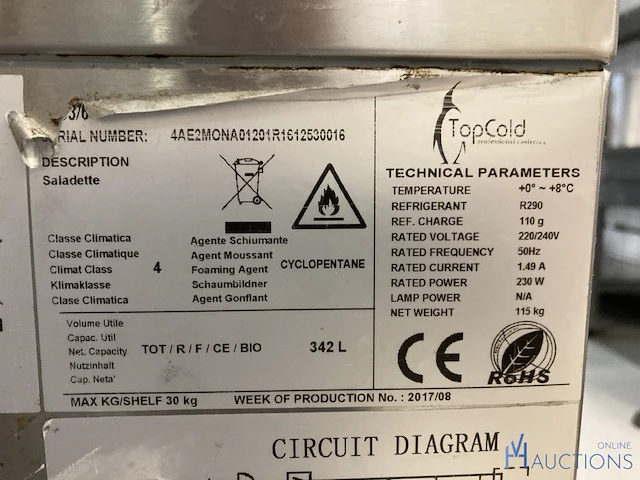 SERIAL NUMBER: 4AE2MONA01201R1612530016
DESCRIPTION
Saladette
Classe Climatica
Classe Climatique
Climat Class 4
Klimaklasse
Clase Climatica
Agente Schiumante
Agent Moussant
Foaming Agent CYCLOPENTANE
Schaumbildner
Agent Gonflant
Volume Utile
Capac. Util
Net. Capacity TOT / R / F / CE / BIO 342 L
Nutzinhalt
Cap. Neta'
MAX KG/SHELF 30 kg WEEK OF PRODUCTION No. : 2017/08
TopCold
professional coolers
TECHNICAL PARAMETERS
TEMPERATURE +0° ~ +8°C
REFRIGERANT R290
REF. CHARGE 110 g
RATED VOLTAGE 220/240V
RATED FREQUENCY 50Hz
RATED CURRENT 1.49 A
RATED POWER 230 W
LAMP POWER N/A
NET WEIGHT 115 kg
CE
RoHS
CIRCUIT DIAGRAM
ONLINE
AUCTIONS